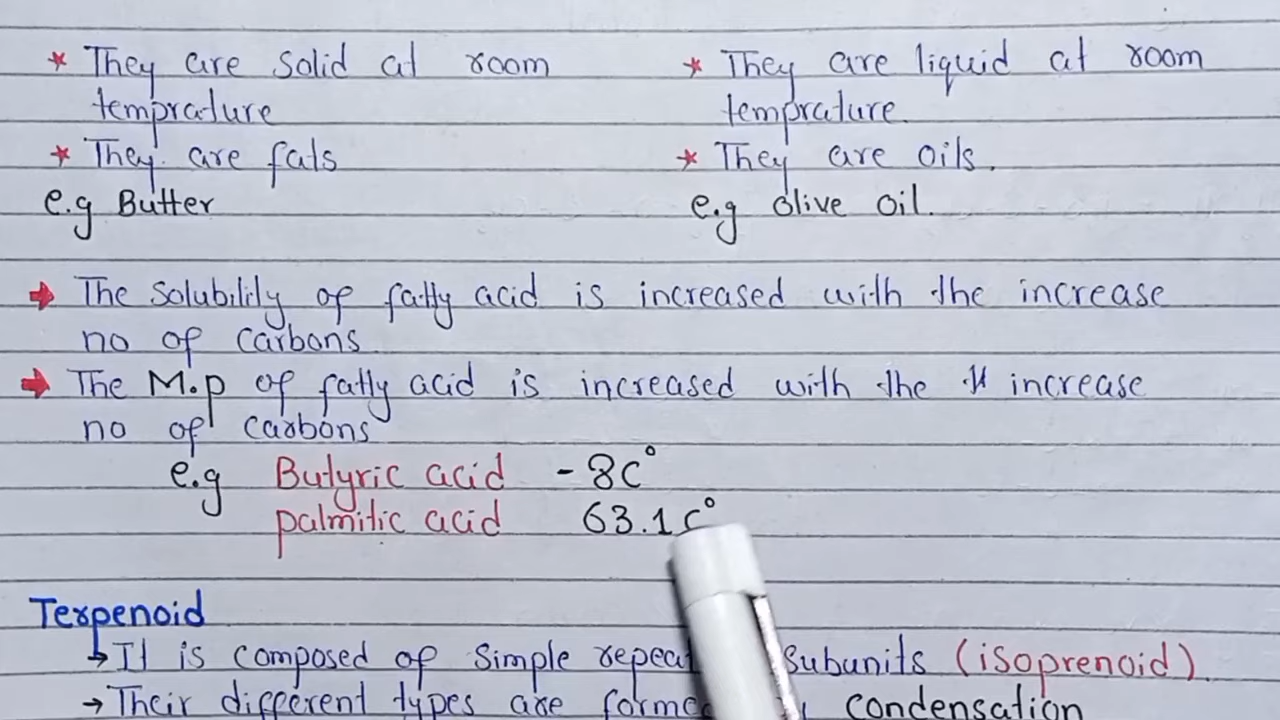 * They are solid at room
temprature
* They are fats
e.g Butter
* They are liquid at room
temprature.
* They are oils.
e.g olive oil.
→ The solubility of fatty acid is increased with the increase
no of carbons.
→ The M.p of fatty acid is increased with the increase
no of carbons
e.g Butyric acid -8c°
palmitic acid 63.1c°
Terpenoid
→ It is composed of simple repeat subunits (isoprenoid).
→ Their different types are forme condensation